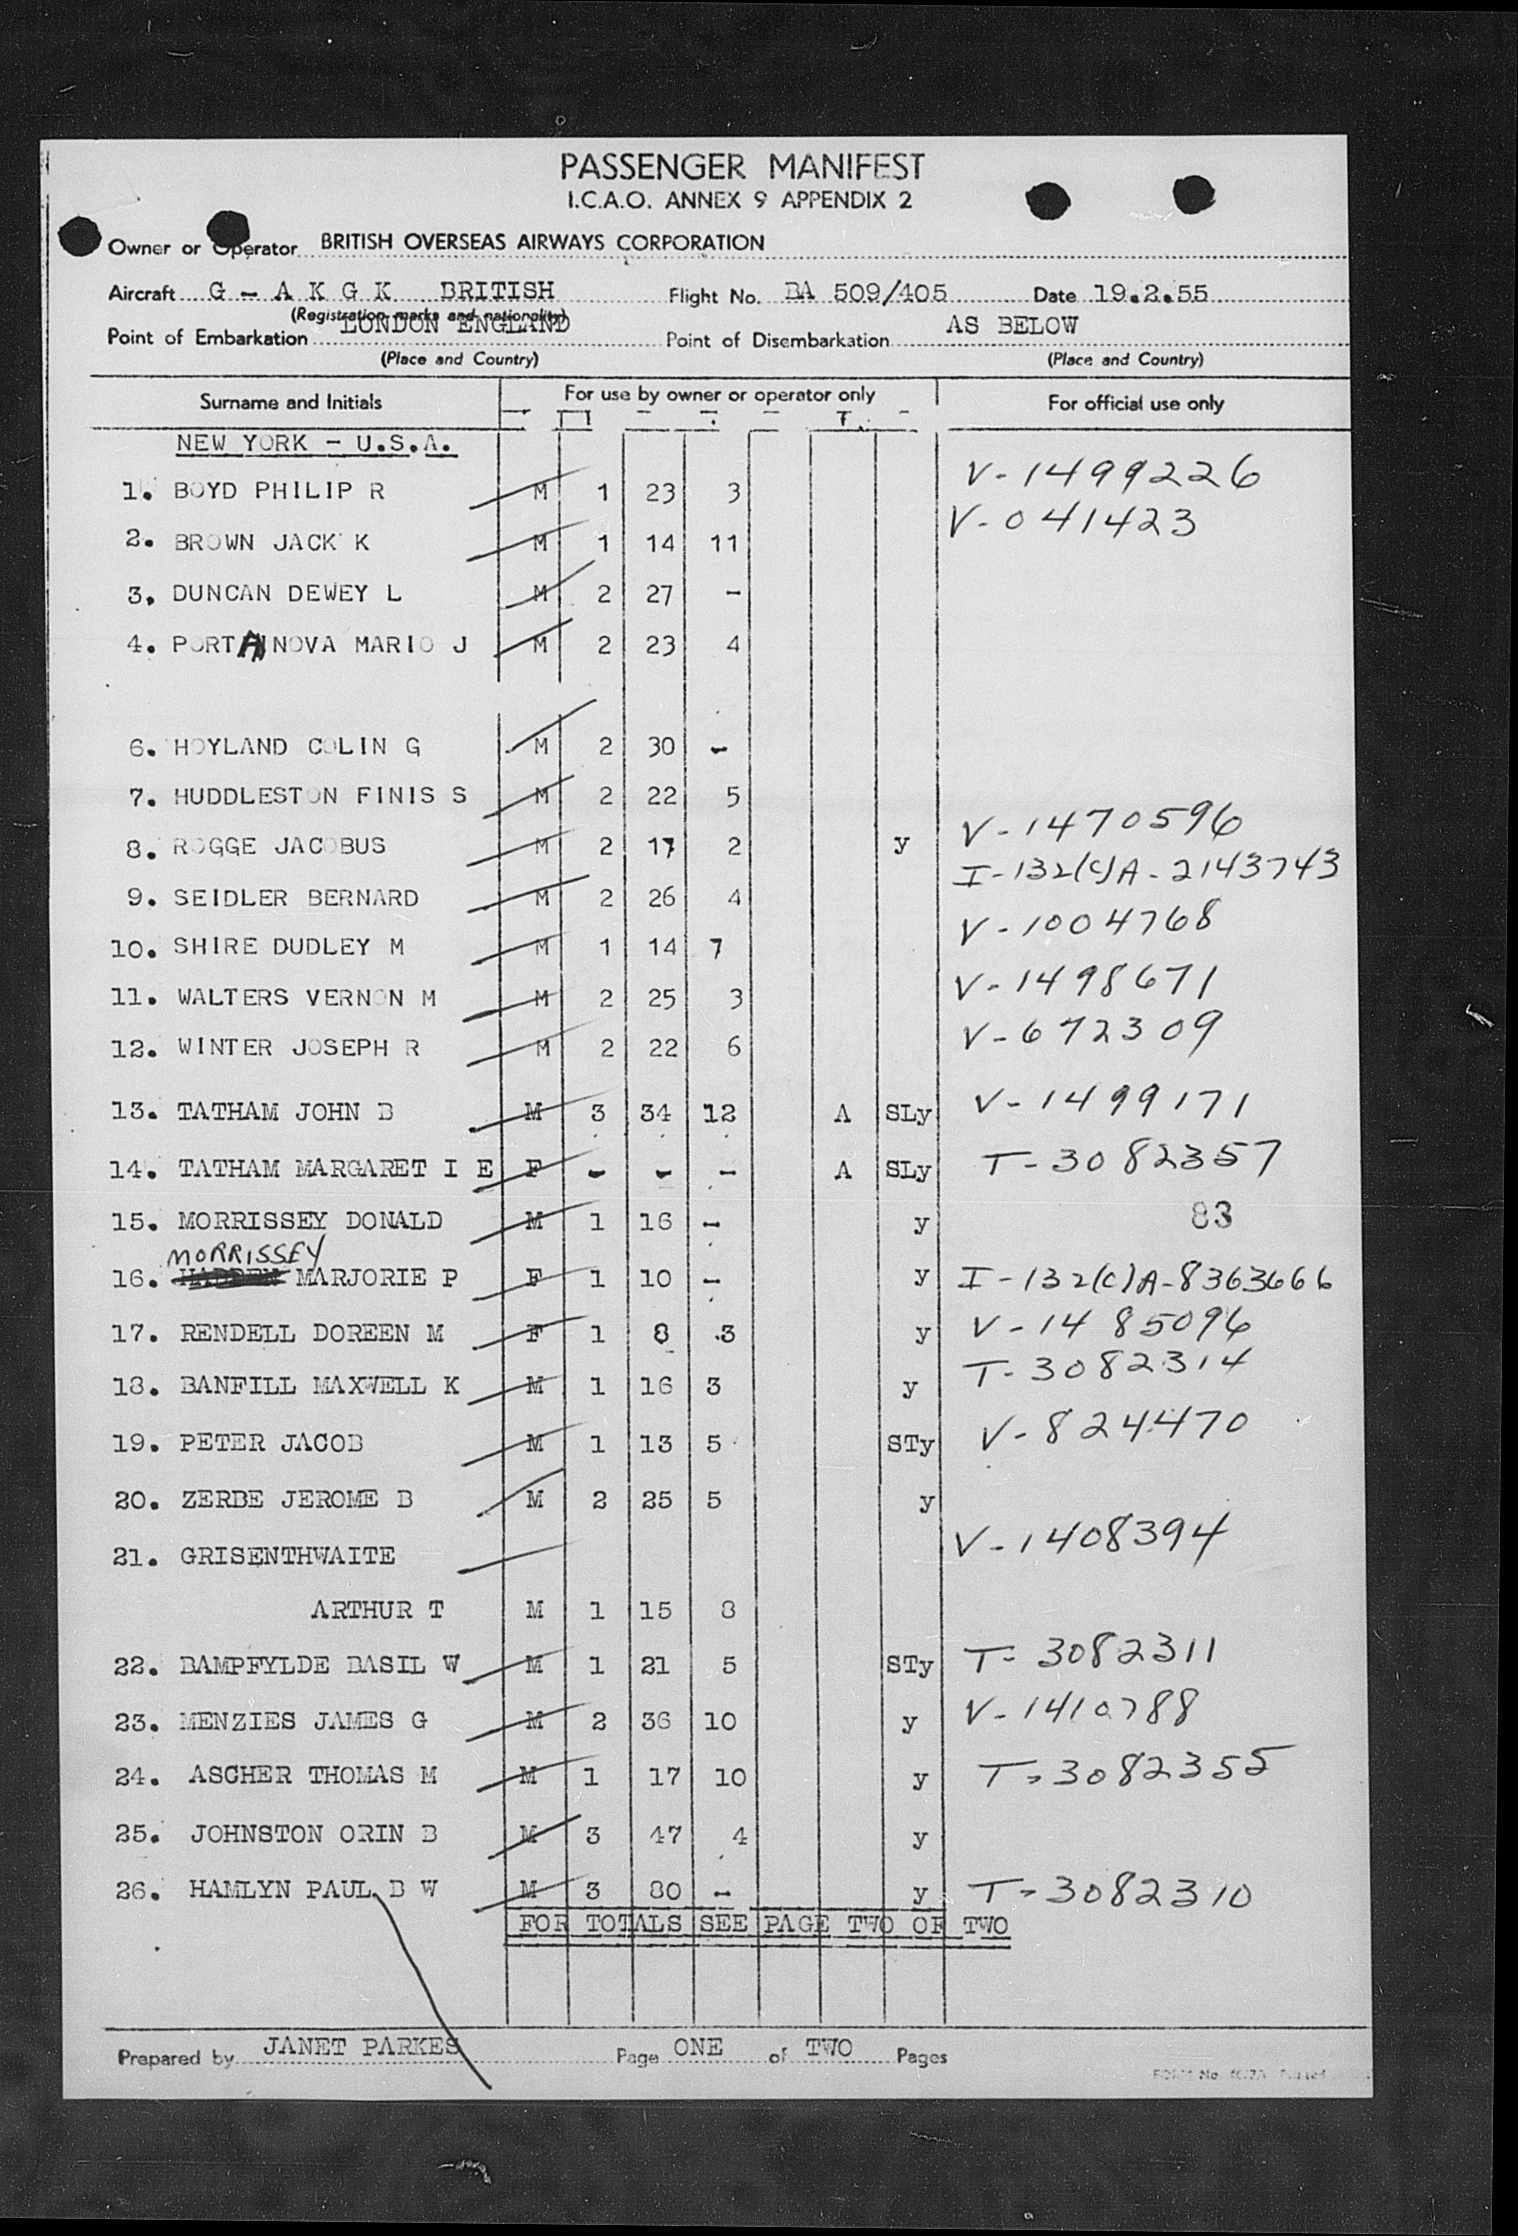 PASSENGER MANIFEST
I.C.A.O. ANNEX 9 APPENDIX 2
Owner or Operator BRITISH OVERSEAS AIRWAYS CORPORATION
Aircraft G - A K G K BRITISH Flight No. BA 509/405 Date 19.2.55
(Registration marks and nationality)
Point of Embarkation LONDON ENGLAND Point of Disembarkation AS BELOW
(Place and Country) (Place and Country)
Surname and Initials For use by owner or operator only For official use only
NEW YORK - U.S.A.
1. BOYD PHILIP R M 1 23 3 V-1499226
2. BROWN JACK K M 1 14 11 V-041423
3. DUNCAN DEWEY L M 2 27 -
4. PORTANOVA MARIO J M 2 23 4
6. HOYLAND COLIN G M 2 30 -
7. HUDDLESTON FINIS S M 2 22 5
8. ROGGE JACOBUS M 2 17 2 y V-1470596
I-132(c)A-2143743
9. SEIDLER BERNARD M 2 26 4 V-1004768
10. SHIRE DUDLEY M M 1 14 7
11. WALTERS VERNON M M 2 25 3 V-1498671
12. WINTER JOSEPH R M 2 22 6 V-672309
13. TATHAM JOHN B M 3 34 12 A SLy V-1499171
14. TATHAM MARGARET I E F - - - A SLy T-3082357
15. MORRISSEY DONALD M 1 16 - y 83
MORRISSEY
16. HADDEN MARJORIE P F 1 10 - y I-132(c)A-8363666
17. RENDELL DOREEN M F 1 8 3 y V-1485096
18. BANFILL MAXWELL K M 1 16 3 y T-3082314
19. PETER JACOB M 1 13 5 STy V-824470
20. ZERBE JEROME B M 2 25 5 y
21. GRISENTHWAITE V-1408394
ARTHUR T M 1 15 8
22. BAMPFYLDE BASIL W M 1 21 5 STy T-3082311
23. MENZIES JAMES G M 2 36 10 y V-1410788
24. ASCHER THOMAS M M 1 17 10 y T-3082355
25. JOHNSTON ORIN B M 3 47 4 y
26. HAMLYN PAUL B W M 3 80 - y T-3082310
FOR TOTALS SEE PAGE TWO OF TWO
Prepared by JANET PARKES Page ONE of TWO Pages